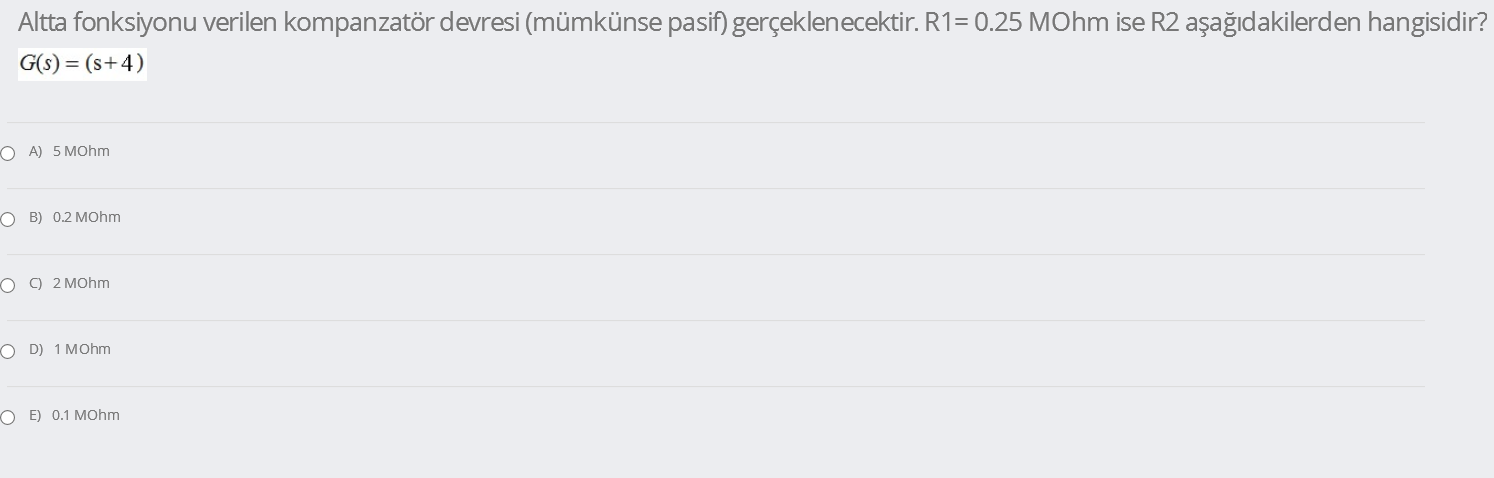 Altta fonksiyonu verilen kompanzatör devresi (mümkünse pasif) gerçeklenecektir. R1= 0.25 MOhm ise R2 aşağıdakilerden hangisidir?
G(s) = (s+4)
A) 5 MOhm
B) 0.2 MOhm
C) 2 MOhm
D) 1 MOhm
E) 0.1 MOhm